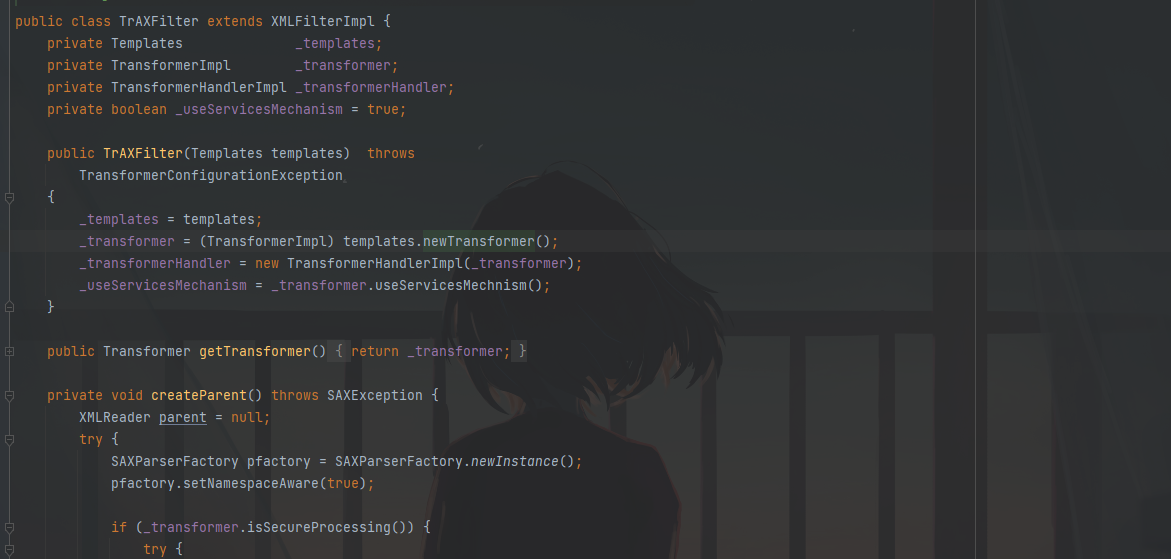 public class TrAXFilter extends XMLFilterImpl {
    private Templates              _templates;
    private TransformerImpl        _transformer;
    private TransformerHandlerImpl _transformerHandler;
    private boolean _useServicesMechanism = true;

    public TrAXFilter(Templates templates)  throws
        TransformerConfigurationException
    {
        _templates = templates;
        _transformer = (TransformerImpl) templates.newTransformer();
        _transformerHandler = new TransformerHandlerImpl(_transformer);
        _useServicesMechanism = _transformer.useServicesMechnism();
    }

    public Transformer getTransformer() { return _transformer; }

    private void createParent() throws SAXException {
        XMLReader parent = null;
        try {
            SAXParserFactory pfactory = SAXParserFactory.newInstance();
            pfactory.setNamespaceAware(true);

            if (_transformer.isSecureProcessing()) {
                try {